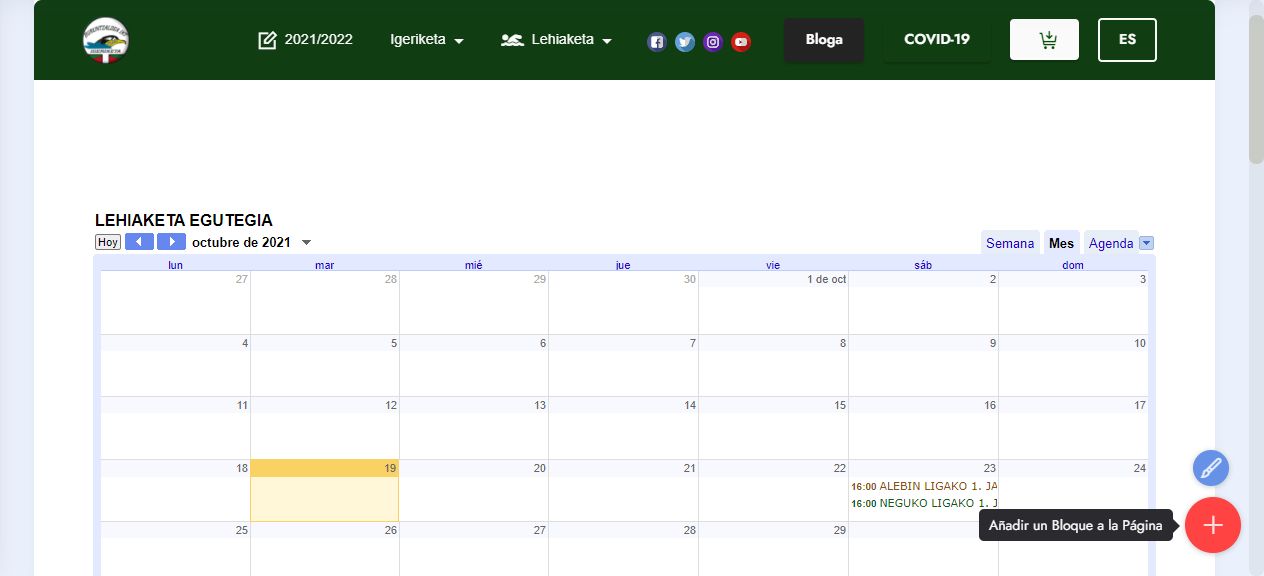 2021/2022 Igeriketa Lehiaketa Bloga COVID-19 ES
LEHIAKETA EGUTEGIA
Hoy octubre de 2021 Semana Mes Agenda
lun mar mié jue vie sáb dom
27 28 29 30 1 de oct 2 3
4 5 6 7 8 9 10
11 12 13 14 15 16 17
18 19 20 21 22 23 24
16:00 ALEBIN LIGAKO 1. JA
16:00 NEGUKO LIGAKO 1. J
Añadir un Bloque a la Página
25 26 27 28 29